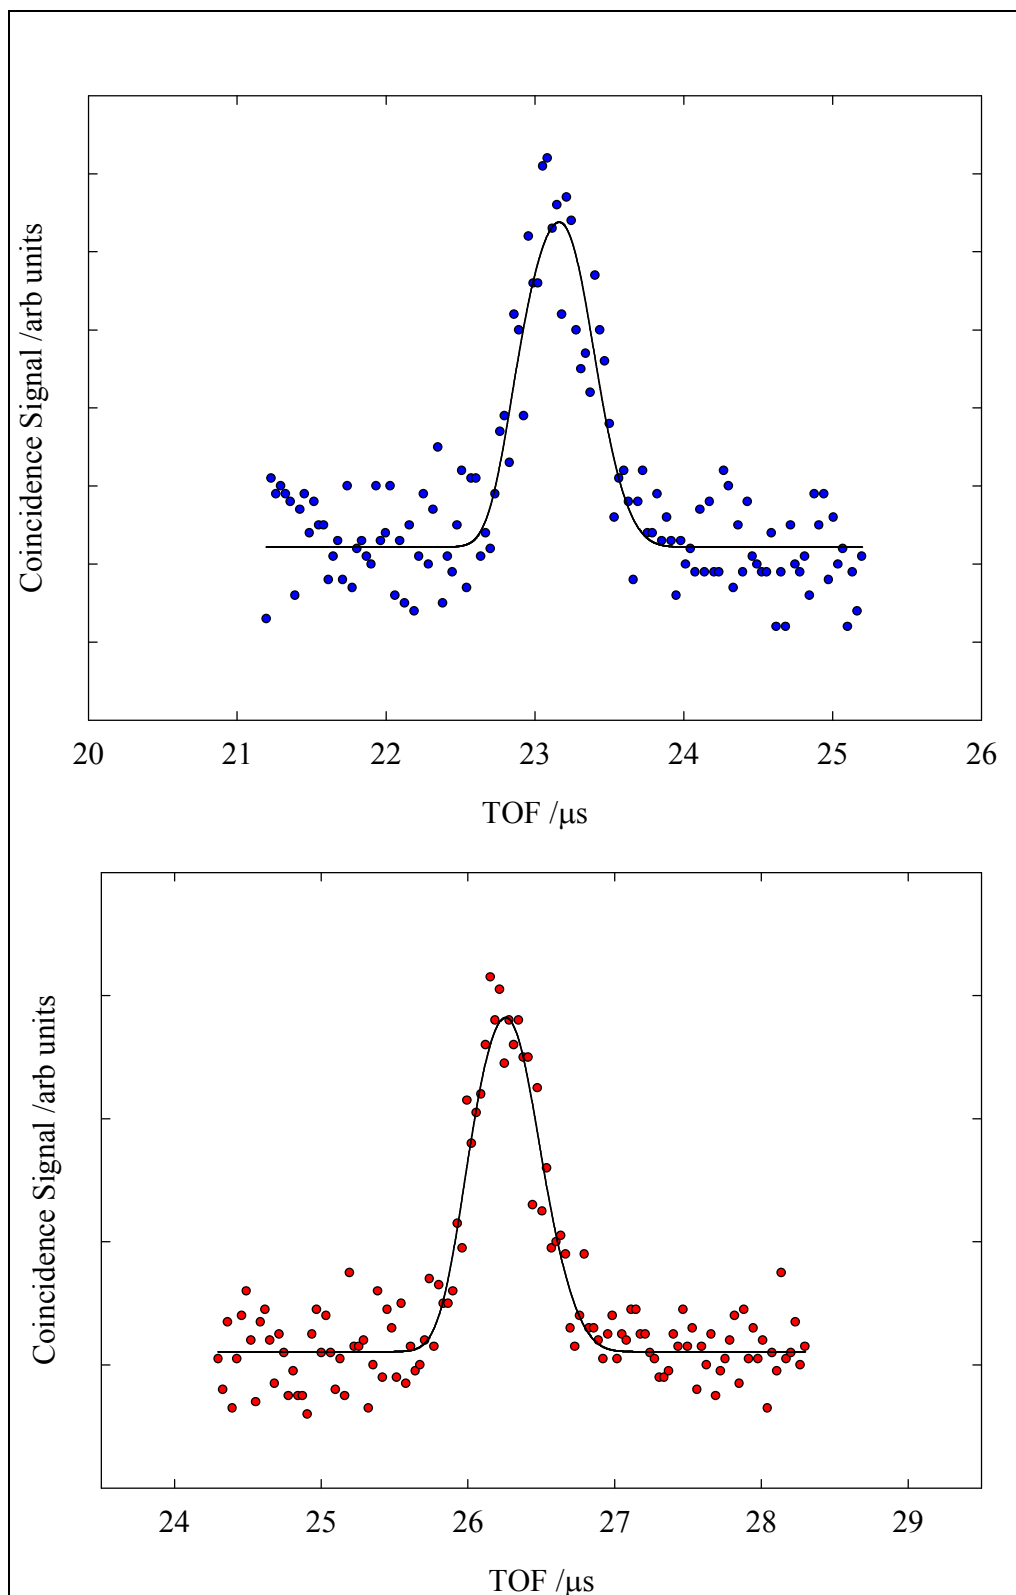 Coincidence Signal /arb units
20 21 22 23 24 25 26
TOF /μs
Coincidence Signal /arb units
24 25 26 27 28 29
TOF /μs